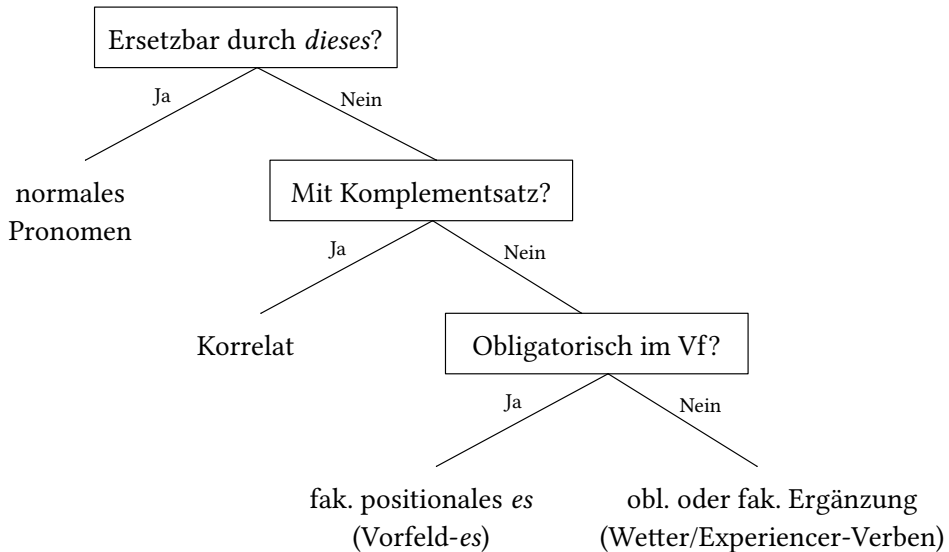 Ersetzbar durch dieses?
Ja
Nein
normales
Pronomen
Mit Komplementsatz?
Ja
Nein
Korrelat
Obligatorisch im Vf?
Ja
Nein
fak. positionales es
(Vorfeld-es)
obl. oder fak. Ergänzung
(Wetter/Experiencer-Verben)